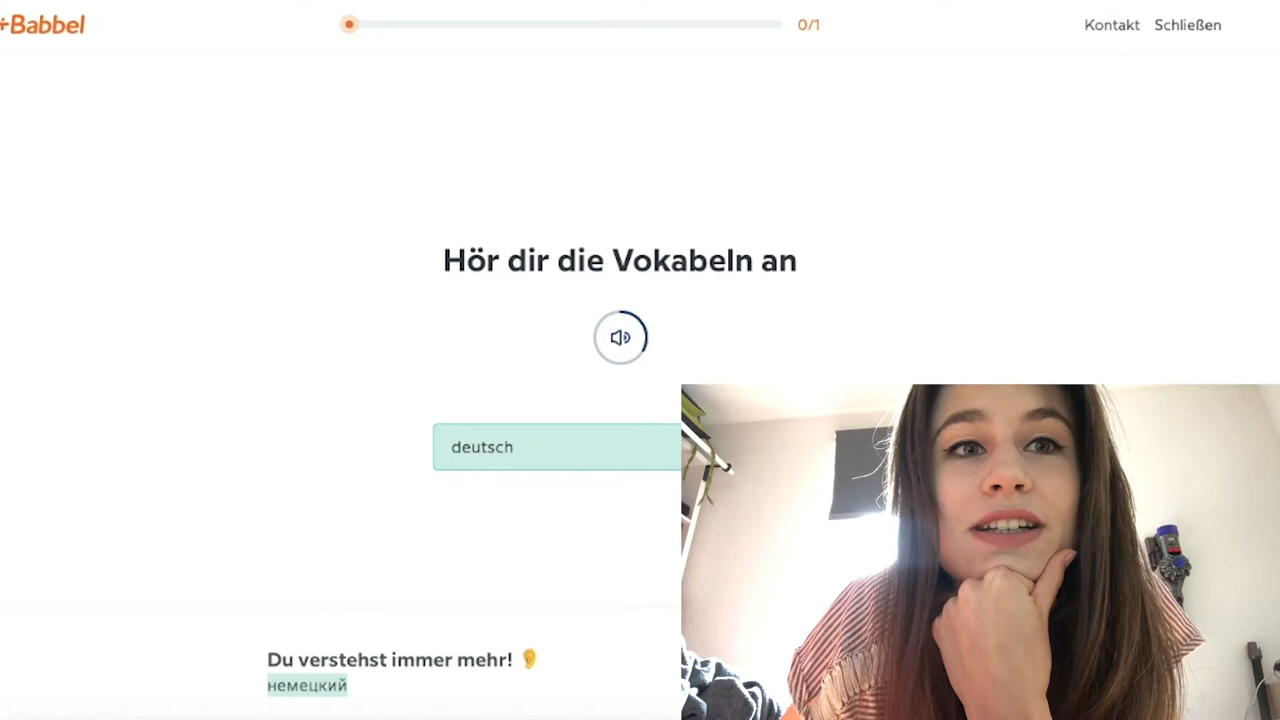 +Babbel
0/1
Kontakt
Schließen
Hör dir die Vokabeln an
deutsch
Du verstehst immer mehr! 👂
немецкий